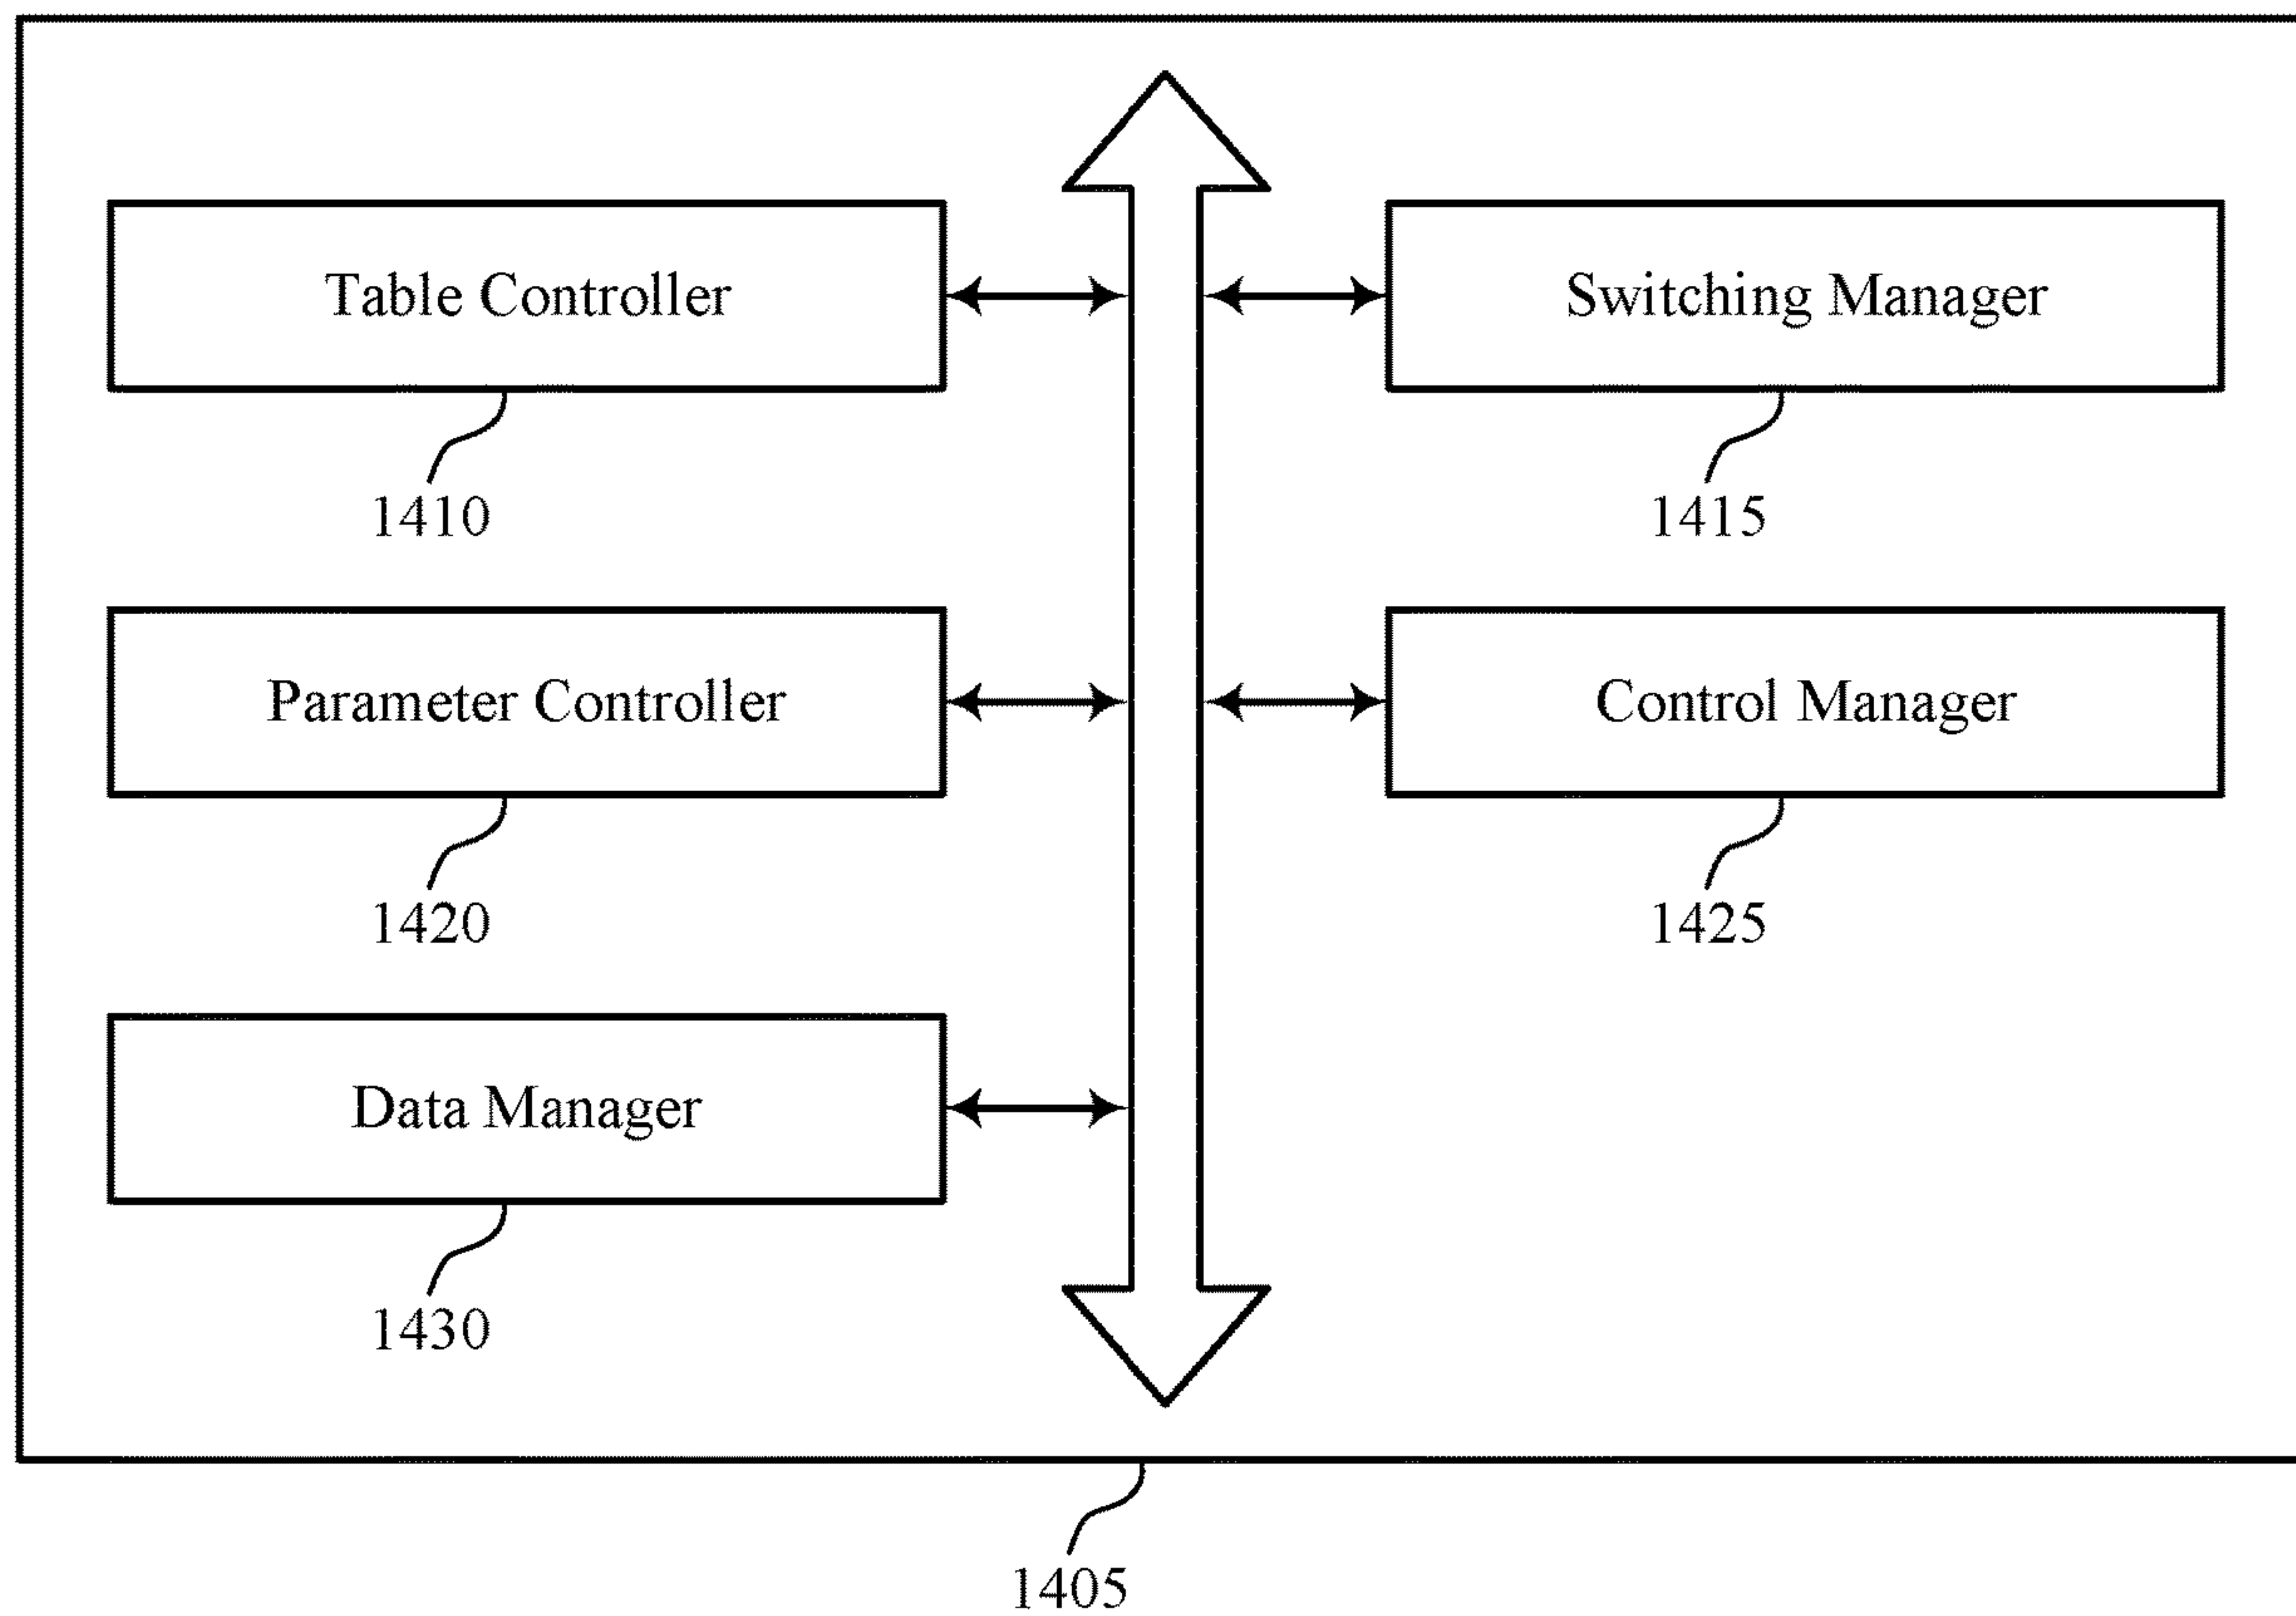 Table Controller
Switching Manager
1410
1415
Parameter Controller
Control Manager
1420
1425
Data Manager
1430
1405